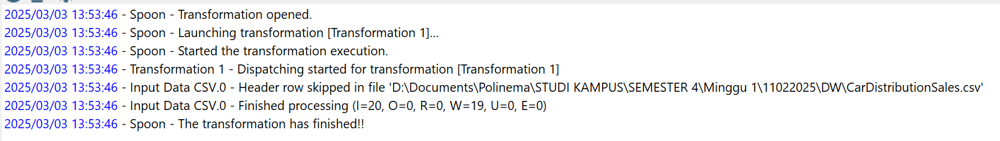 2025/03/03 13:53:46 - Spoon - Transformation opened.
2025/03/03 13:53:46 - Spoon - Launching transformation [Transformation 1]...
2025/03/03 13:53:46 - Spoon - Started the transformation execution.
2025/03/03 13:53:46 - Transformation 1 - Dispatching started for transformation [Transformation 1]
2025/03/03 13:53:46 - Input Data CSV.0 - Header row skipped in file 'D:\Documents\Polinema\STUDI KAMPUS\SEMESTER 4\Minggu 1\11022025\DW\CarDistributionSales.csv'
2025/03/03 13:53:46 - Input Data CSV.0 - Finished processing (I=20, O=0, R=0, W=19, U=0, E=0)
2025/03/03 13:53:46 - Spoon - The transformation has finished!!